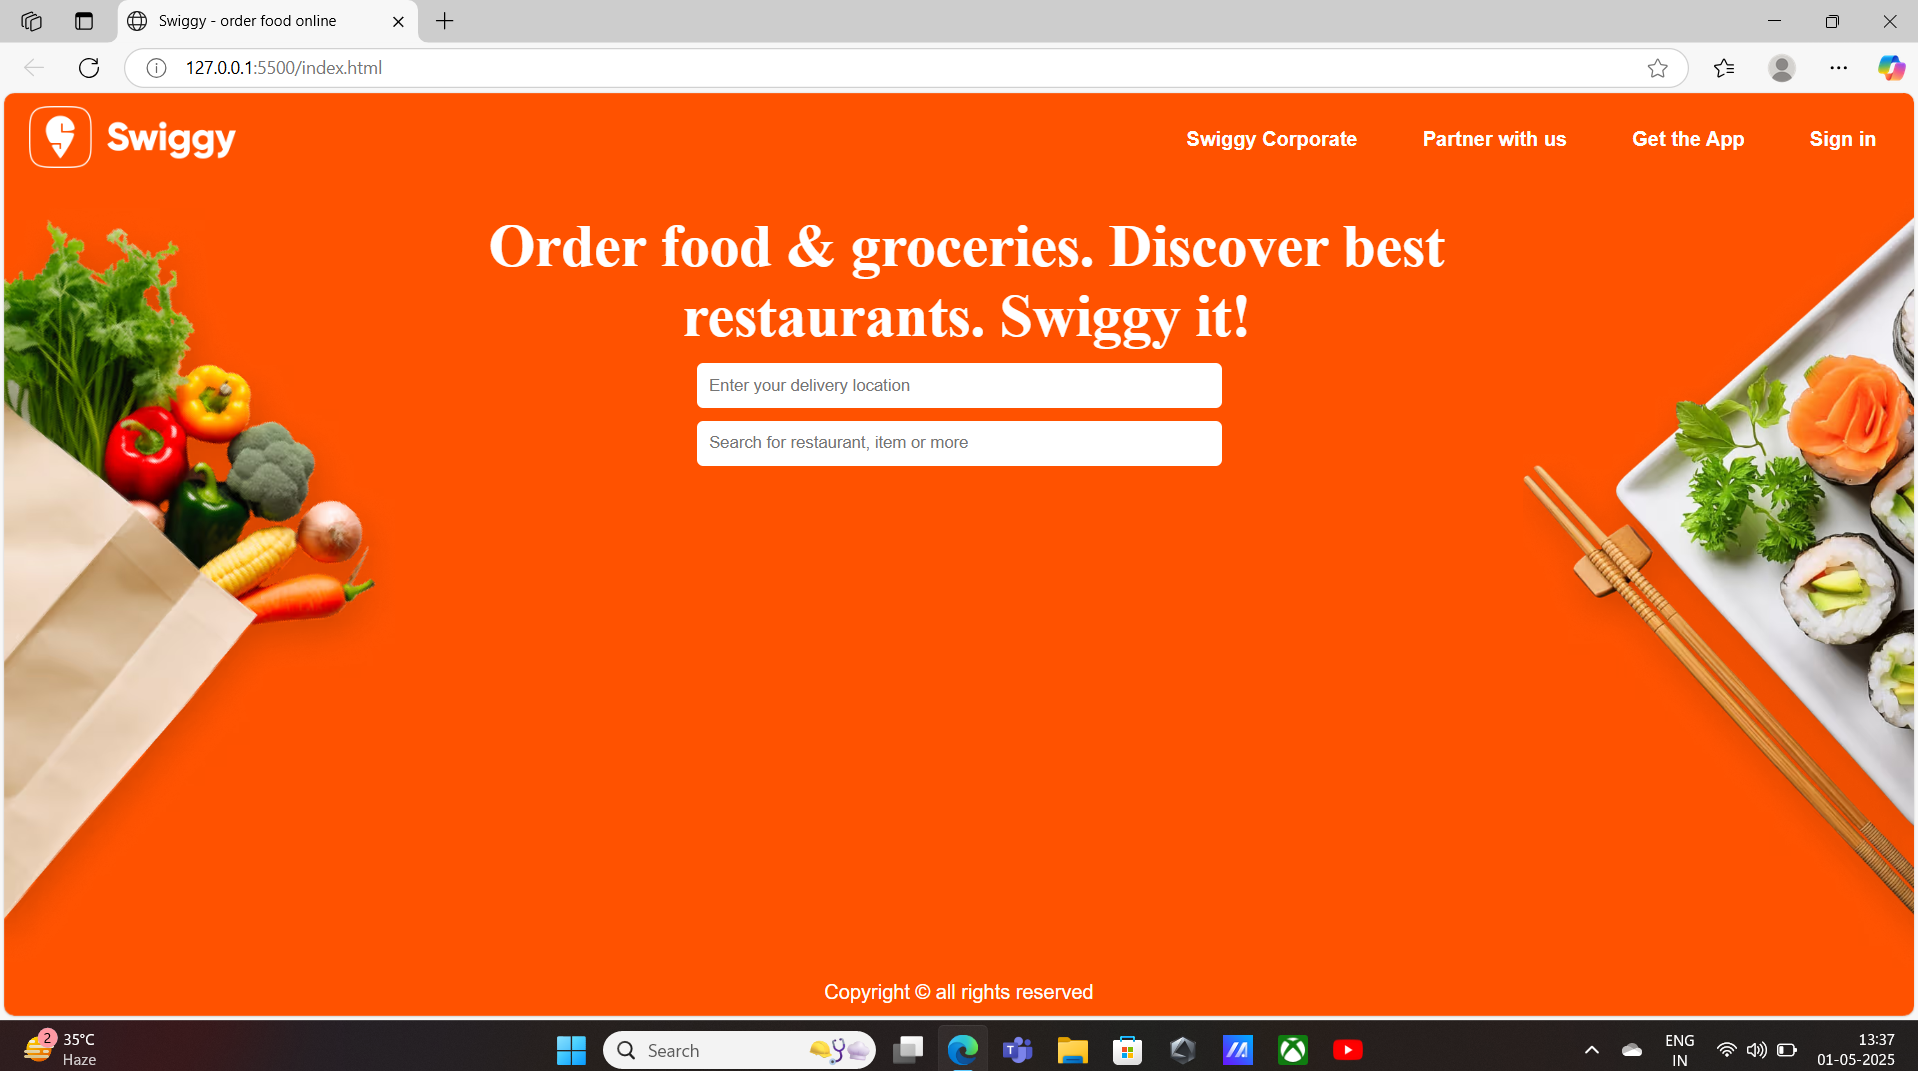 Swiggy - order food online
127.0.0.1:5500/index.html
Swiggy
Swiggy Corporate
Partner with us
Get the App
Sign in
Order food & groceries. Discover best
restaurants. Swiggy it!
Enter your delivery location
Search for restaurant, item or more
Copyright © all rights reserved
2
35°C
Haze
Search
T
ENG
IN
13:37
01-05-2025